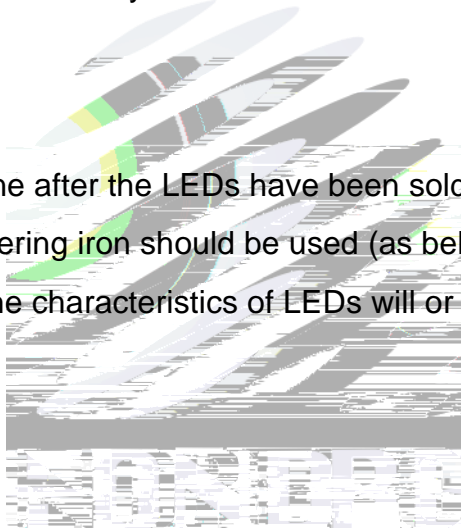 ne after the LEDs have been sold
ering iron should be used (as bel
ne characteristics of LEDs will or